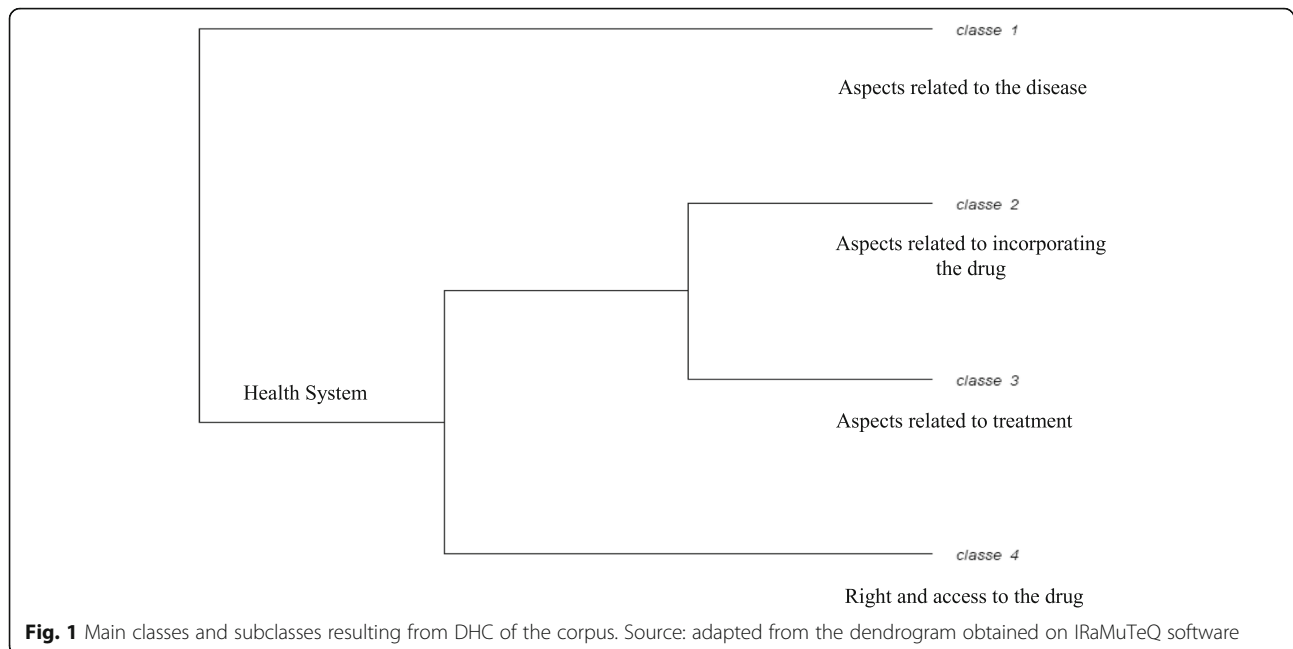 classe 1
Aspects related to the disease
classe 2
Aspects related to incorporating
the drug
Health System
classe 3
Aspects related to treatment
classe 4
Right and access to the drug
Fig. 1 Main classes and subclasses resulting from DHC of the corpus. Source: adapted from the dendrogram obtained on IRaMuTeQ software